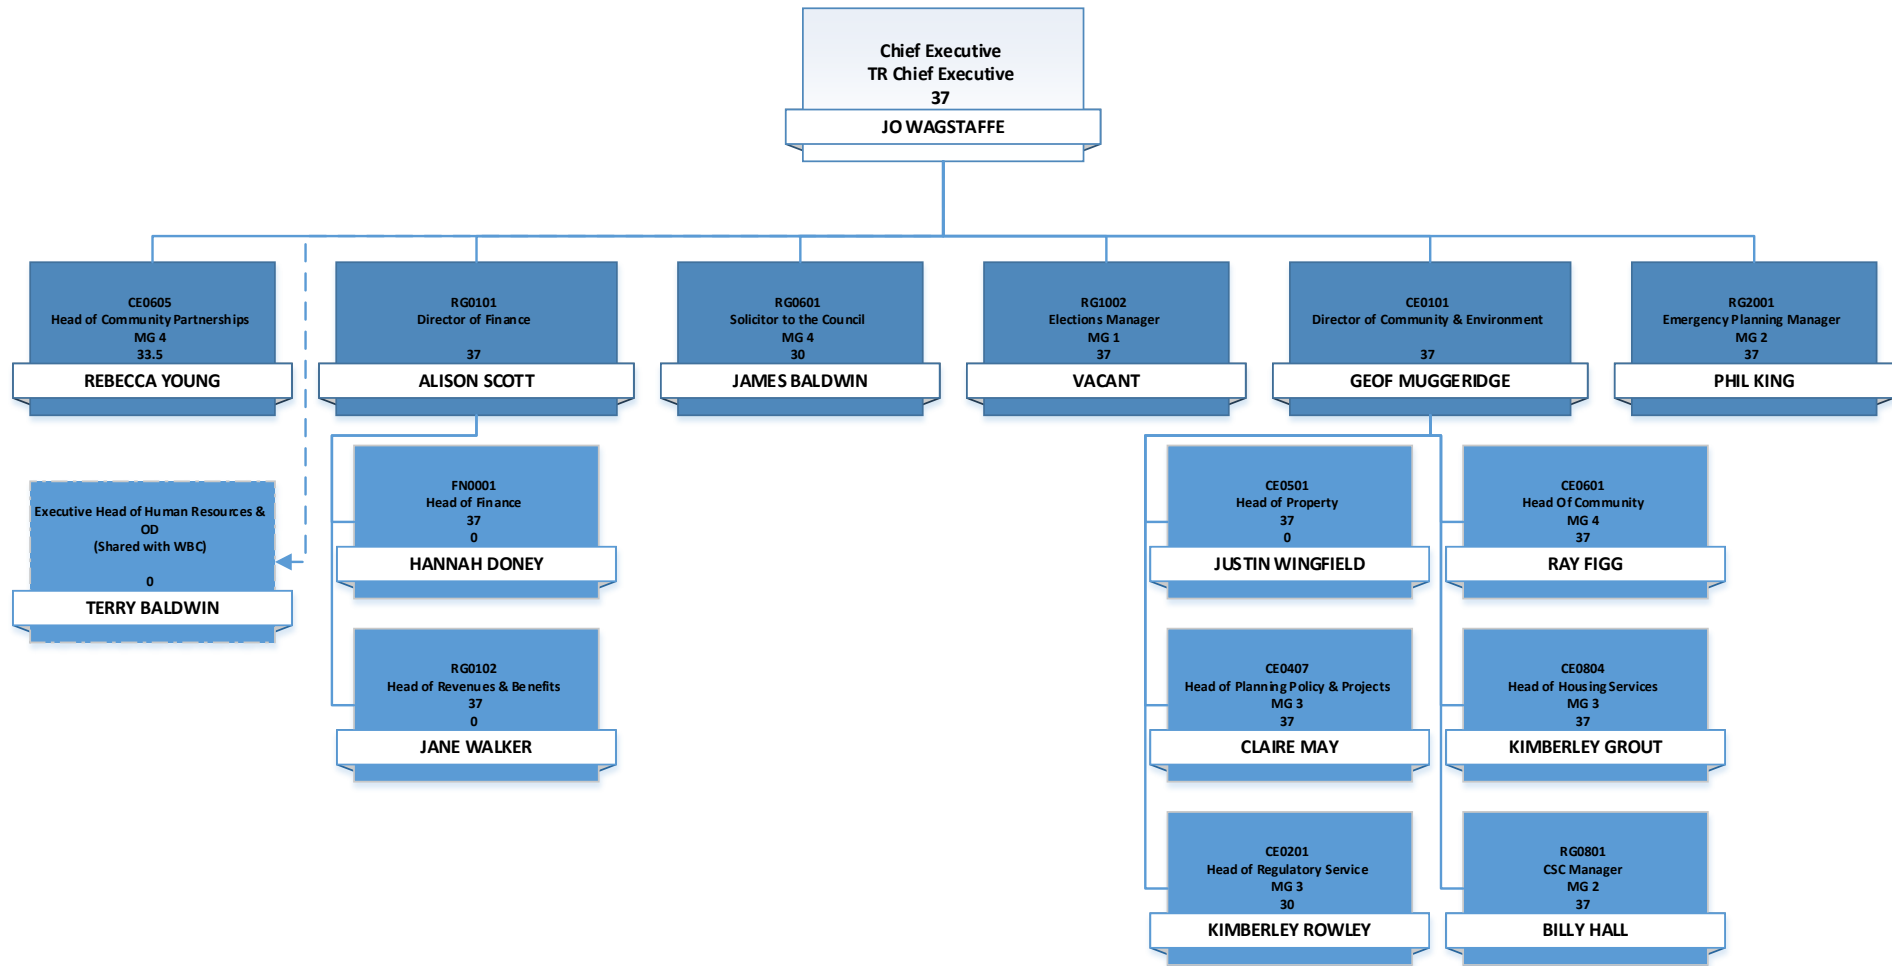 Chief Executive
TR Chief Executive
37
JO WAGSTAFFE
CE0605
Head of Community Partnerships
MG 4
33.5
REBECCA YOUNG
RG0101
Director of Finance
37
ALISON SCOTT
RG0601
Solicitor to the Council
MG 4
30
JAMES BALDWIN
RG1002
Elections Manager
MG 1
37
VACANT
CE0101
Director of Community & Environment
37
GEOF MUGGERIDGE
RG2001
Emergency Planning Manager
MG 2
37
PHIL KING
Executive Head of Human Resources &
OD
(Shared with WBC)
0
TERRY BALDWIN
FN0001
Head of Finance
37
0
HANNAH DONEY
CE0501
Head of Property
37
0
JUSTIN WINGFIELD
CE0601
Head Of Community
MG 4
37
RAY FIGG
RG0102
Head of Revenues & Benefits
37
0
JANE WALKER
CE0407
Head of Planning Policy & Projects
MG 3
37
CLAIRE MAY
CE0804
Head of Housing Services
MG 3
37
KIMBERLEY GROUT
CE0201
Head of Regulatory Service
MG 3
30
KIMBERLEY ROWLEY
RG0801
CSC Manager
MG 2
37
BILLY HALL